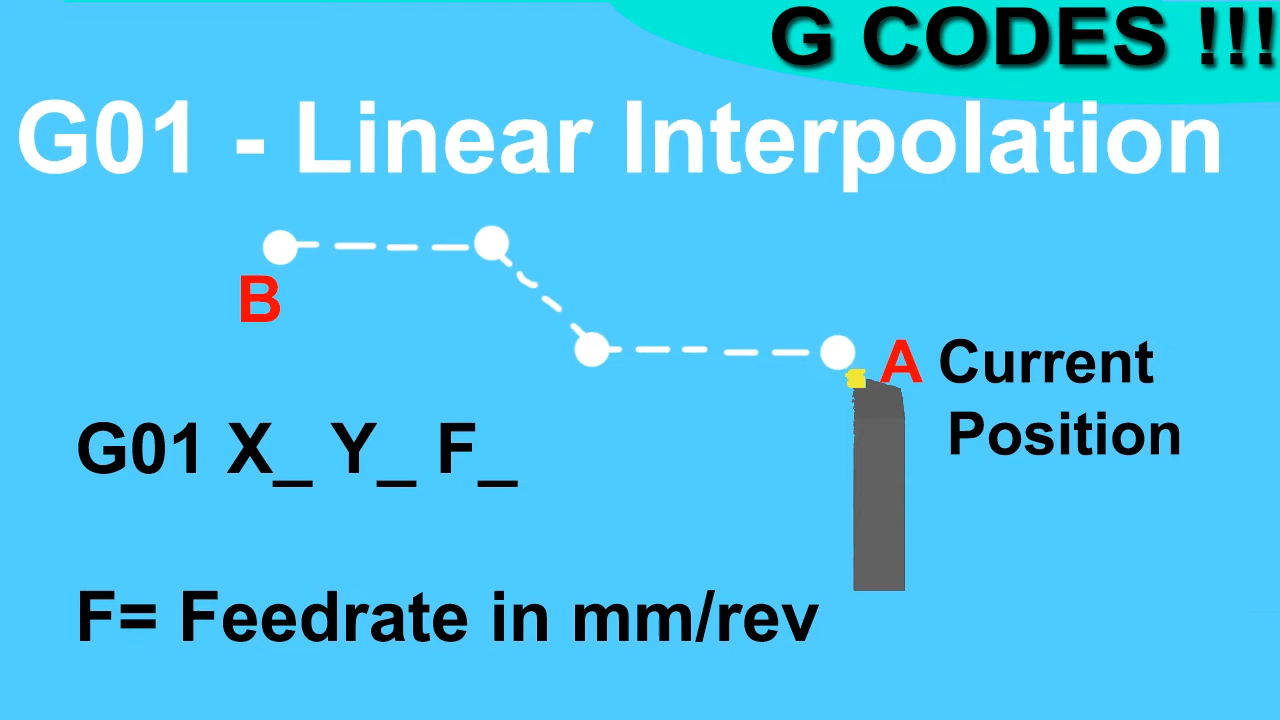 G CODES !!!
G01 - Linear Interpolation
B
A Current
Position
G01 X_ Y_ F_
F= Feedrate in mm/rev